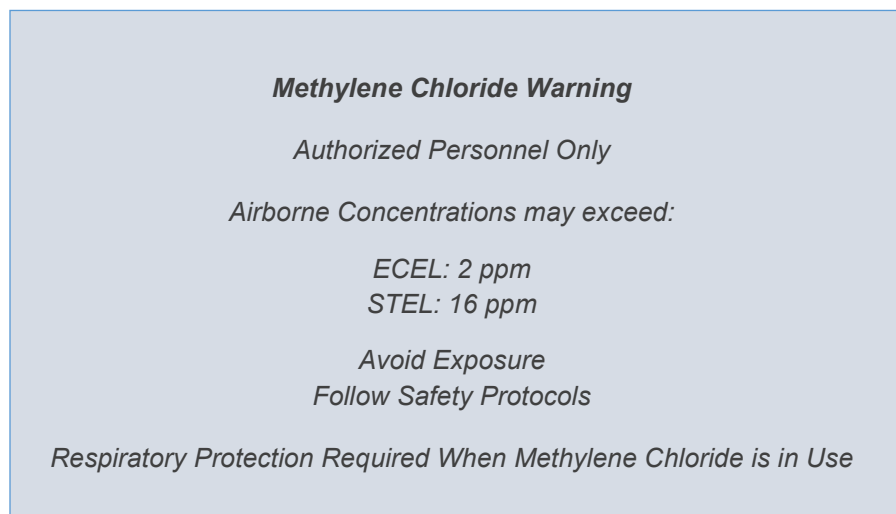 Methylene Chloride Warning
Authorized Personnel Only
Airborne Concentrations may exceed:
ECEL: 2 ppm
STEL: 16 ppm
Avoid Exposure
Follow Safety Protocols
Respiratory Protection Required When Methylene Chloride is in Use